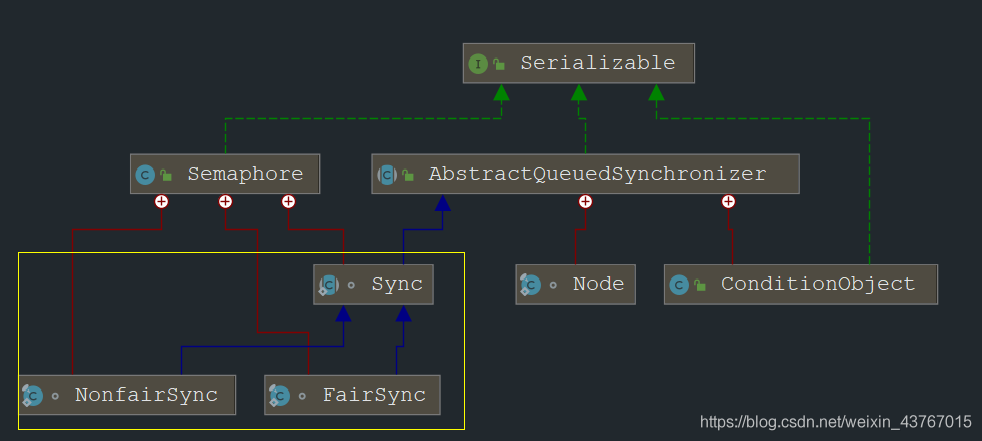 Serializable
Semaphore
AbstractQueuedSynchronizer
Sync
Node
ConditionObject
NonfairSync
FairSync
https://blog.csdn.net/weixin_43767015